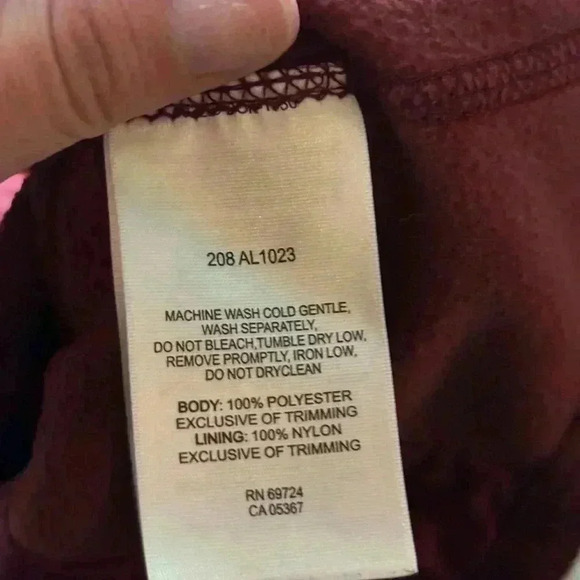 208 AL1023
MACHINE WASH COLD GENTLE,
WASH SEPARATELY,
DO NOT BLEACH,TUMBLE DRY LOW,
REMOVE PROMPTLY, IRON LOW,
DO NOT DRYCLEAN
BODY: 100% POLYESTER
EXCLUSIVE OF TRIMMING
LINING: 100% NYLON
EXCLUSIVE OF TRIMMING
RN 69724
CA 05367